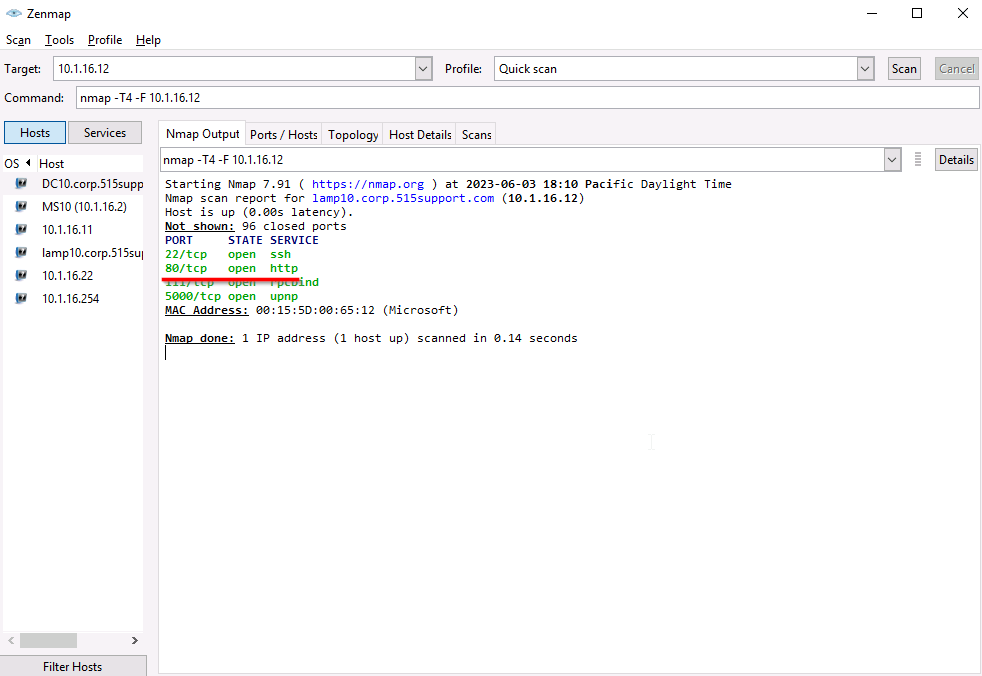 Zenmap
Scan Tools Profile Help
Target: 10.1.16.12 Profile: Quick scan Scan Cancel
Command: nmap -T4 -F 10.1.16.12
Hosts Services
Nmap Output Ports / Hosts Topology Host Details Scans
OS Host
nmap -T4 -F 10.1.16.12 Details
DC10.corp.515supp
MS10 (10.1.16.2)
10.1.16.11
lamp10.corp.515sup
10.1.16.22
10.1.16.254
Starting Nmap 7.91 ( https://nmap.org ) at 2023-06-03 18:10 Pacific Daylight Time
Nmap scan report for lamp10.corp.515support.com (10.1.16.12)
Host is up (0.00s latency).
Not shown: 96 closed ports
PORT STATE SERVICE
22/tcp open ssh
80/tcp open http
111/tcp open rpcbind
5000/tcp open upnp
MAC Address: 00:15:5D:00:65:12 (Microsoft)
Nmap done: 1 IP address (1 host up) scanned in 0.14 seconds
Filter Hosts